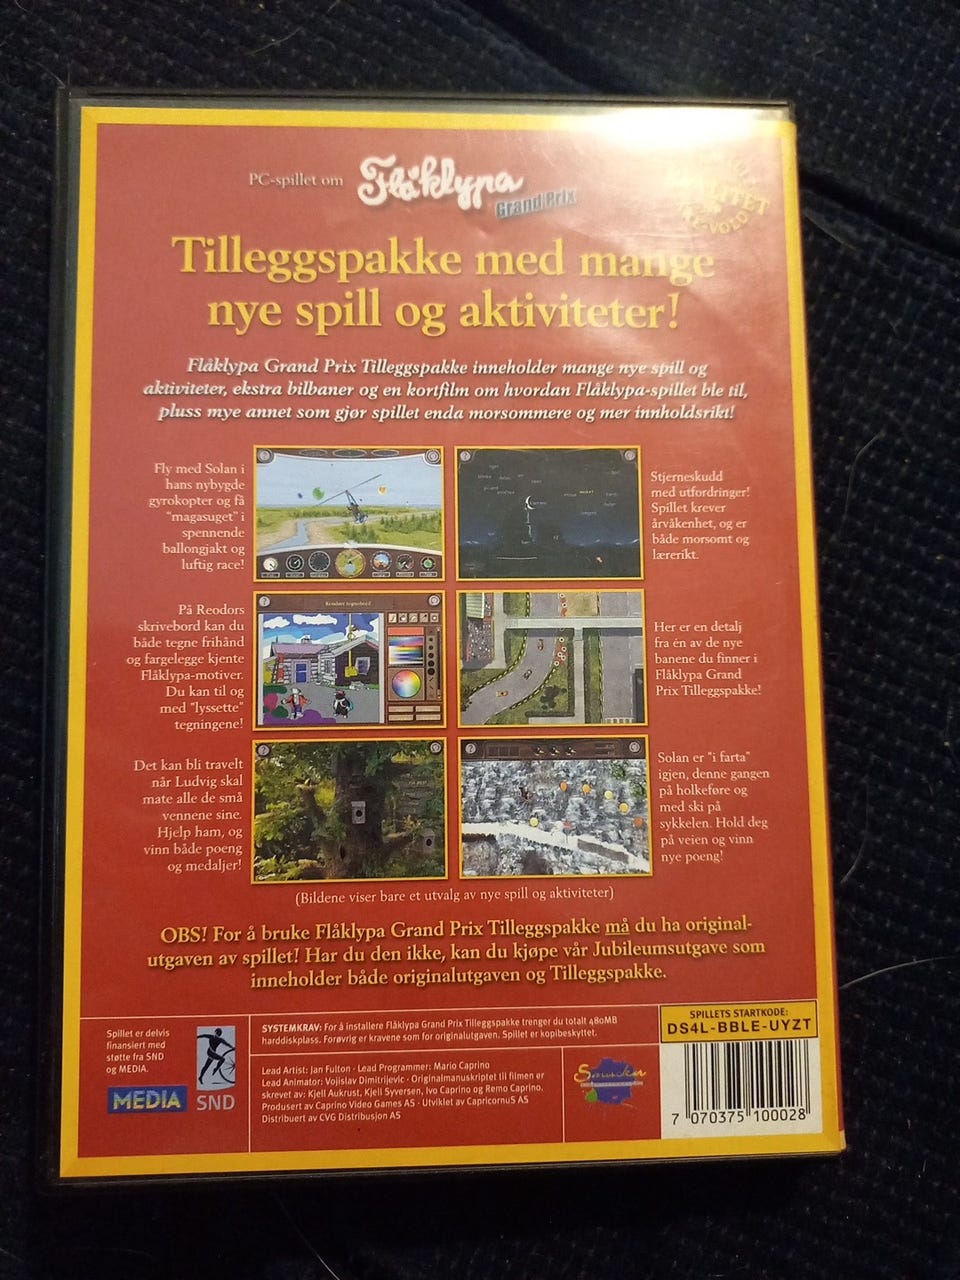 PC-spillet om Flåklypa
Grand Prix
Tilleggspakke med mange
nye spill og aktiviteter!
Flåklypa Grand Prix Tilleggspakke inneholder mange nye spill og
aktiviteter, ekstra bilbaner og en kortfilm om hvordan Flåklypa-spillet ble til,
pluss mye annet som gjør spillet enda morsommere og mer innholdsrikt!
Fly med Solan i
hans nybygde
gyrokopter og få
"magasuget" i
spennende
ballongjakt og
luftig race!
Stjerneskudd
med utfordringer!
Spillet krever
årvåkenhet, og er
både morsomt og
lærerikt.
På Reodors
skrivebord kan du
både tegne frihånd
og fargelegge kjente
Flåklypa-motiver.
Du kan til og
med "lyssette"
tegningene!
Her er en detalj
fra én av de nye
banene du finner i
Flåklypa Grand
Prix Tilleggspakke!
Det kan bli travelt
når Ludvig skal
mate alle de små
vennene sine.
Hjelp ham, og
vinn både poeng
og medaljer!
Solan er "i farta"
igjen, denne gangen
på holkeføre og
med ski på
sykkelen. Hold deg
på veien og vinn
nye poeng!
(Bildene viser bare et utvalg av nye spill og aktiviteter)
OBS! For å bruke Flåklypa Grand Prix Tilleggspakke må du ha original-
utgaven av spillet! Har du den ikke, kan du kjøpe vår Jubileumsutgave som
inneholder både originalutgaven og Tilleggspakke.
Spillet er delvis
finansiert med
støtte fra SND
og MEDIA.
MEDIA
SND
SYSTEMKRAV: For å installere Flåklypa Grand Prix Tilleggspakke trenger du totalt 480MB
harddiskplass. Forøvrig er kravene som for originalutgaven. Spillet er kopibeskyttet.
Lead Artist: Jan Fulton · Lead Programmer: Mario Caprino
Lead Animator: Vojislav Dimitrijevic · Originalmanuskriptet til filmen er
skrevet av: Kjell Aukrust, Kjell Syversen, Ivo Caprino og Remo Caprino.
Produsert av Caprino Video Games AS · Utviklet av CapricornuS AS
Distribuert av CVG Distribusjon AS
SPILLETS STARTKODE:
DS4L-BBLE-UYZT
7 070375 100028